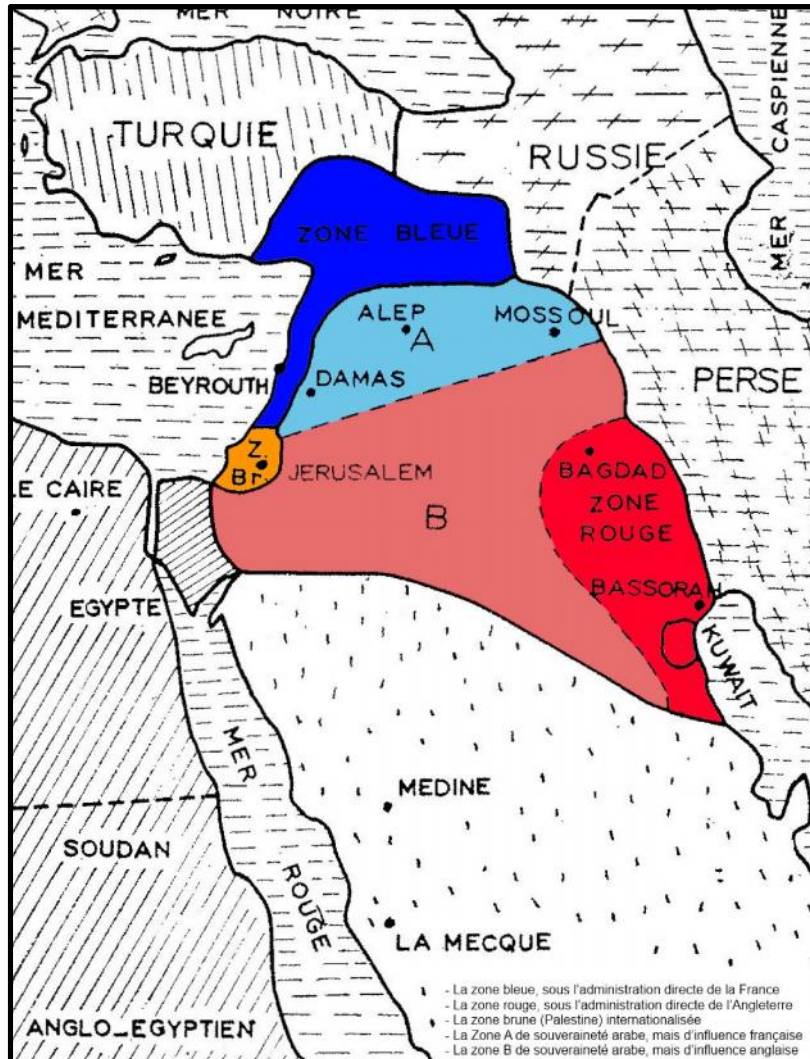 MER NOIRE
MER CASPIENNE
TURQUIE
RUSSIE
ZONE BLEUE
MER
MÉDITERRANÉE
ALEP
MOSSOUL
A
BEYROUTH
DAMAS
PERSE
Z.
Br.
JERUSALEM
BAGDAD
LE CAIRE
B
ZONE
ROUGE
BASSORAH
EGYPTE
KUWAIT
MER
ROUGE
MEDINE
SOUDAN
LA MECQUE
ANGLO_EGYPTIEN
- La zone bleue, sous l'administration directe de la France
- La zone rouge, sous l'administration directe de l'Angleterre
- La zone brune (Palestine) internationalisée
- La Zone A de souveraineté arabe, mais d'influence française
- La zone B de souveraineté arabe, mais d'influence anglaise